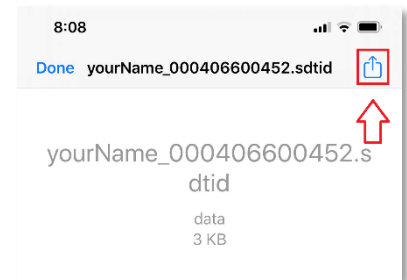 8:08
Done yourName_000406600452.sdtid
yourName_000406600452.s
dtid
data
3 KB